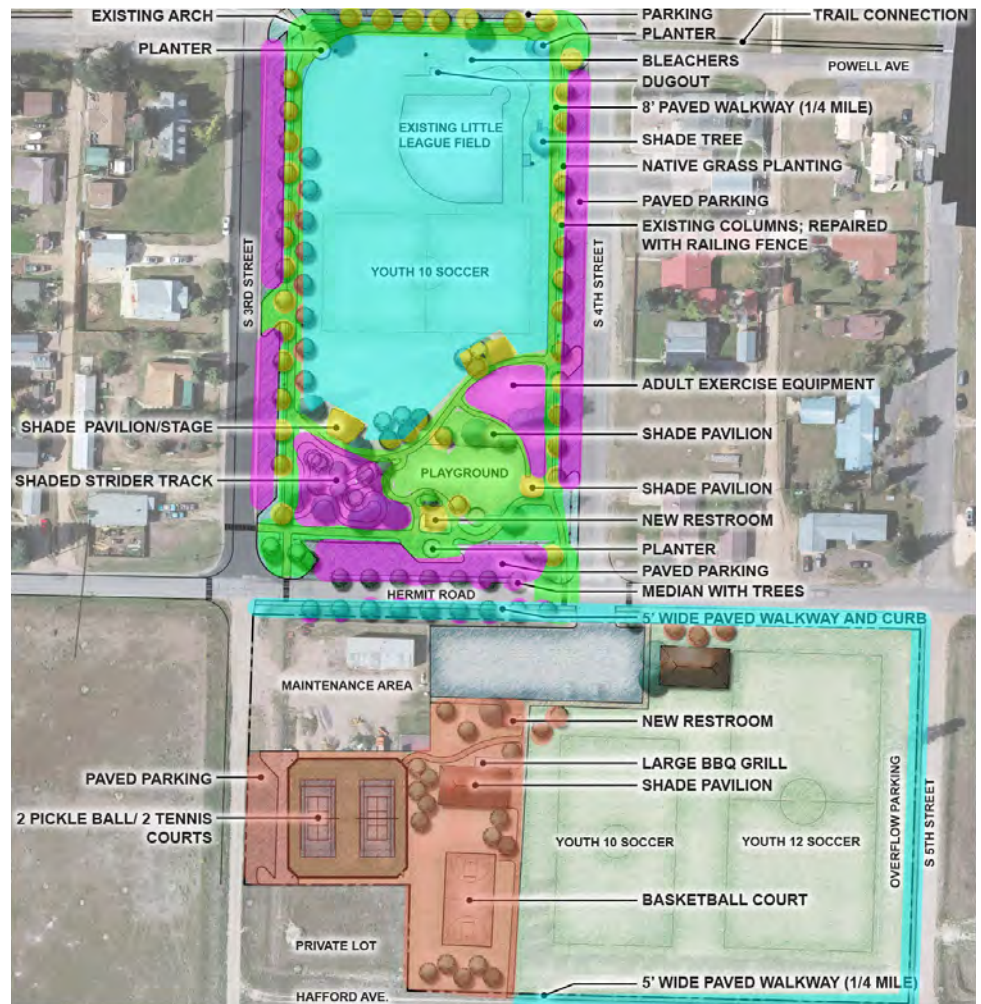 EXISTING ARCH
PARKING
TRAIL CONNECTION
PLANTER
PLANTER
BLEACHERS
POWELL AVE
DUGOUT
8' PAVED WALKWAY (1/4 MILE)
EXISTING LITTLE
LEAGUE FIELD
SHADE TREE
NATIVE GRASS PLANTING
PAVED PARKING
EXISTING COLUMNS; REPAIRED
WITH RAILING FENCE
S 3RD STREET
YOUTH 10 SOCCER
S 4TH STREET
ADULT EXERCISE EQUIPMENT
SHADE PAVILION/STAGE
SHADE PAVILION
SHADED STRIDER TRACK
PLAYGROUND
SHADE PAVILION
NEW RESTROOM
PLANTER
PAVED PARKING
MEDIAN WITH TREES
HERMIT ROAD
5' WIDE PAVED WALKWAY AND CURB
MAINTENANCE AREA
NEW RESTROOM
LARGE BBQ GRILL
PAVED PARKING
SHADE PAVILION
2 PICKLE BALL/ 2 TENNIS
COURTS
YOUTH 10 SOCCER
YOUTH 12 SOCCER
OVERFLOW PARKING
S 5TH STREET
BASKETBALL COURT
PRIVATE LOT
5' WIDE PAVED WALKWAY (1/4 MILE)
HAFFORD AVE.